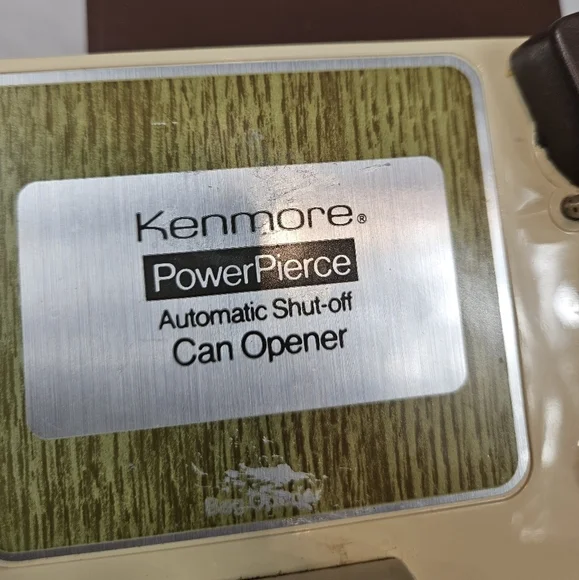 Kenmore®
PowerPierce
Automatic Shut-off
Can Opener